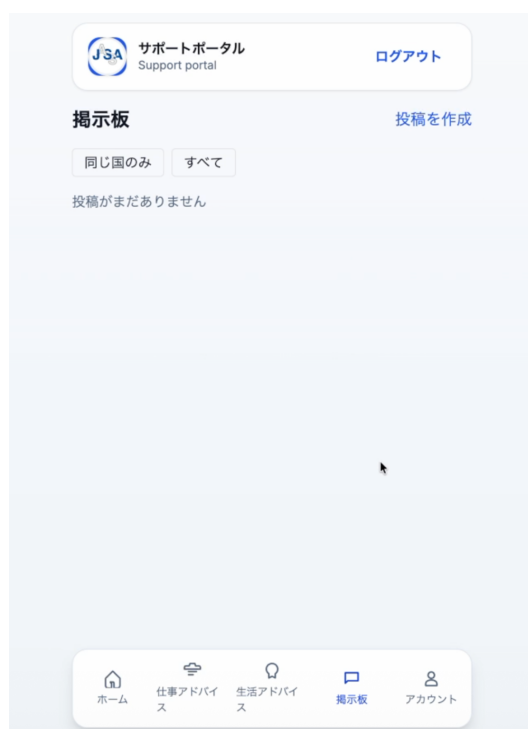 JSA
サポートポータル
Support portal
ログアウト
掲示板
投稿を作成
同じ国のみ
すべて
投稿がまだありません
ホーム
仕事アドバイ
ス
生活アドバイ
ス
掲示板
アカウント